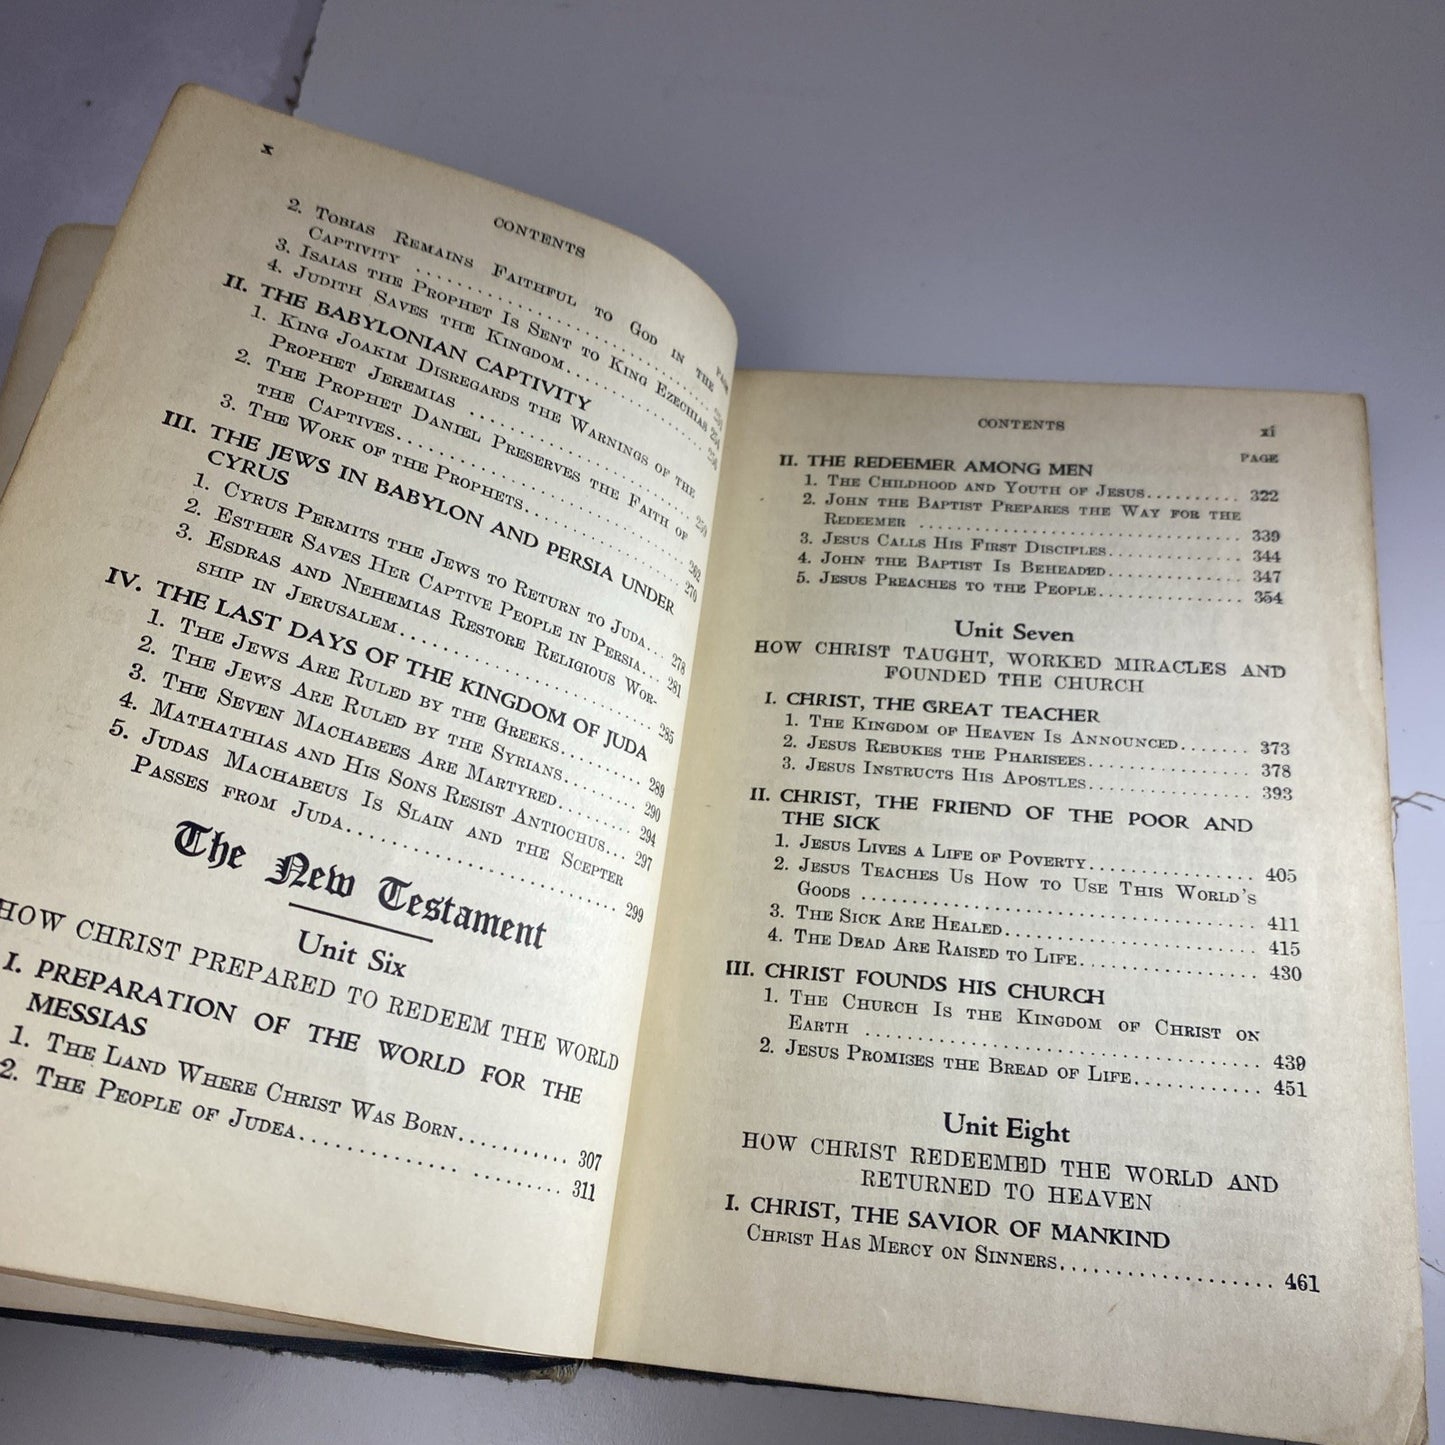 x
CONTENTS
PAGE
2. TOBIAS REMAINS FAITHFUL TO GOD IN THE
CAPTIVITY ........................
3. ISAIAS THE PROPHET IS SENT TO KING EZECHIAS 254
4. JUDITH SAVES THE KINGDOM................
II. THE BABYLONIAN CAPTIVITY
1. KING JOAKIM DISREGARDS THE WARNINGS OF THE
PROPHET JEREMIAS ........................ 259
2. THE PROPHET DANIEL PRESERVES THE FAITH OF
THE CAPTIVES........................ 262
3. THE WORK OF THE PROPHETS................ 270
III. THE JEWS IN BABYLON AND PERSIA UNDER
CYRUS
1. CYRUS PERMITS THE JEWS TO RETURN TO JUDA... 278
2. ESTHER SAVES HER CAPTIVE PEOPLE IN PERSIA... 281
3. ESDRAS AND NEHEMIAS RESTORE RELIGIOUS WOR-
SHIP IN JERUSALEM........................ 285
IV. THE LAST DAYS OF THE KINGDOM OF JUDA
1. THE JEWS ARE RULED BY THE GREEKS.......... 289
2. THE JEWS ARE RULED BY THE SYRIANS.......... 290
3. THE SEVEN MACHABEES ARE MARTYRED.......... 294
4. MATHATHIAS AND HIS SONS RESIST ANTIOCHUS... 297
5. JUDAS MACHABEUS IS SLAIN AND THE SCEPTER
PASSES FROM JUDA........................ 299
The New Testament
Unit Six
HOW CHRIST PREPARED TO REDEEM THE WORLD
I. PREPARATION OF THE WORLD FOR THE
MESSIAS
1. THE LAND WHERE CHRIST WAS BORN........... 307
2. THE PEOPLE OF JUDEA........................ 311
CONTENTS
xi
PAGE
II. THE REDEEMER AMONG MEN
1. THE CHILDHOOD AND YOUTH OF JESUS.......... 322
2. JOHN THE BAPTIST PREPARES THE WAY FOR THE
REDEEMER ................................ 339
3. JESUS CALLS HIS FIRST DISCIPLES.............. 344
4. JOHN THE BAPTIST IS BEHEADED.............. 347
5. JESUS PREACHES TO THE PEOPLE............... 354
Unit Seven
HOW CHRIST TAUGHT, WORKED MIRACLES AND
FOUNDED THE CHURCH
I. CHRIST, THE GREAT TEACHER
1. THE KINGDOM OF HEAVEN IS ANNOUNCED....... 373
2. JESUS REBUKES THE PHARISEES................ 378
3. JESUS INSTRUCTS HIS APOSTLES................ 393
II. CHRIST, THE FRIEND OF THE POOR AND
THE SICK
1. JESUS LIVES A LIFE OF POVERTY................ 405
2. JESUS TEACHES US HOW TO USE THIS WORLD'S
GOODS ........................................ 411
3. THE SICK ARE HEALED........................ 415
4. THE DEAD ARE RAISED TO LIFE................. 430
III. CHRIST FOUNDS HIS CHURCH
1. THE CHURCH IS THE KINGDOM OF CHRIST ON
EARTH ........................................ 439
2. JESUS PROMISES THE BREAD OF LIFE............ 451
Unit Eight
HOW CHRIST REDEEMED THE WORLD AND
RETURNED TO HEAVEN
I. CHRIST, THE SAVIOR OF MANKIND
CHRIST HAS MERCY ON SINNERS.................... 461